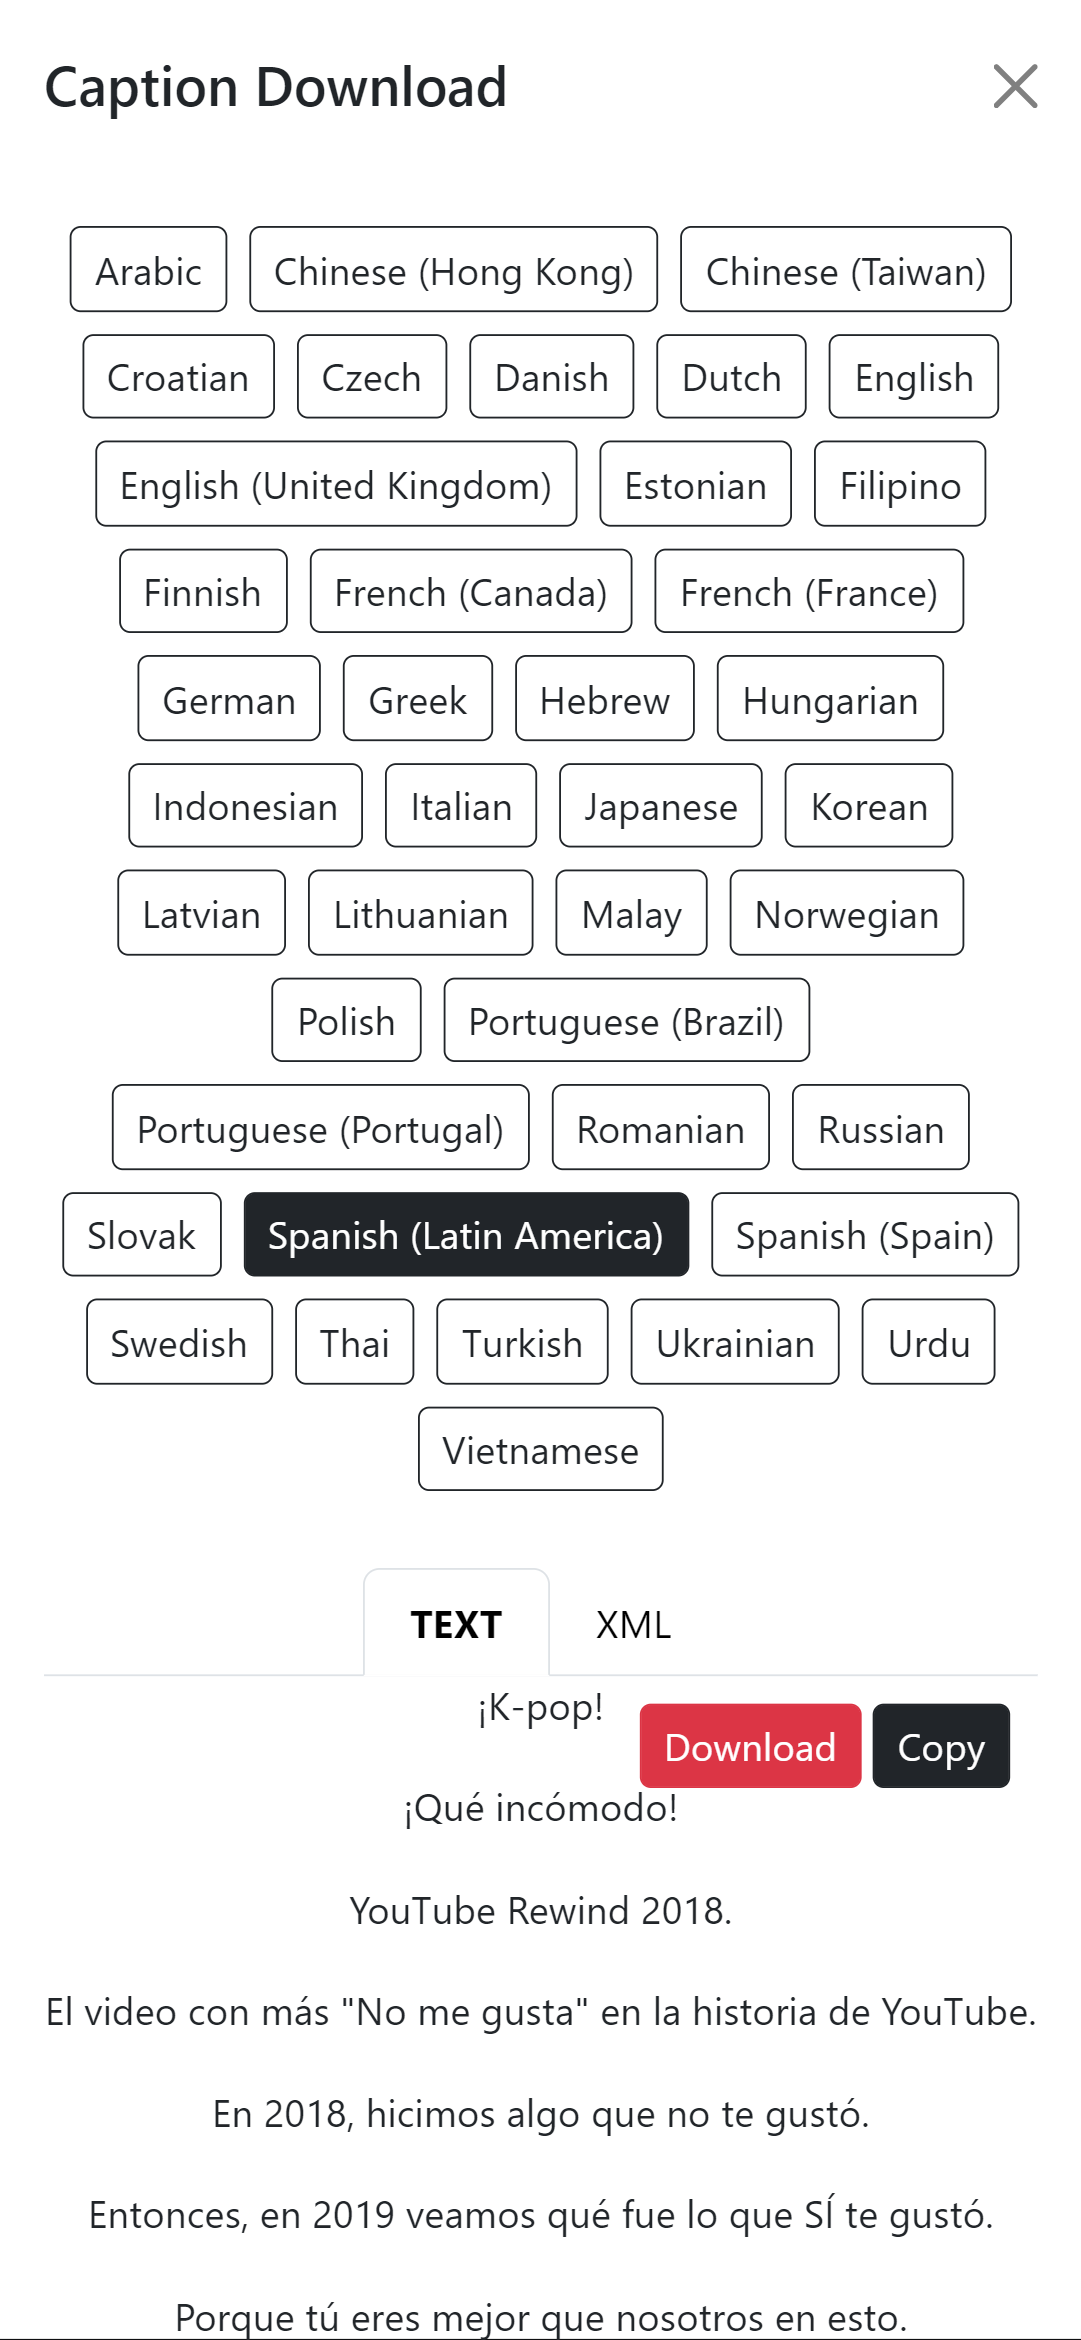 Caption Download
Arabic Chinese (Hong Kong) Chinese (Taiwan)
Croatian Czech Danish Dutch English
English (United Kingdom) Estonian Filipino
Finnish French (Canada) French (France)
German Greek Hebrew Hungarian
Indonesian Italian Japanese Korean
Latvian Lithuanian Malay Norwegian
Polish Portuguese (Brazil)
Portuguese (Portugal) Romanian Russian
Slovak Spanish (Latin America) Spanish (Spain)
Swedish Thai Turkish Ukrainian Urdu
Vietnamese
TEXT XML
¡K-pop!
Download Copy
¡Qué incómodo!
YouTube Rewind 2018.
El video con más "No me gusta" en la historia de YouTube.
En 2018, hicimos algo que no te gustó.
Entonces, en 2019 veamos qué fue lo que SÍ te gustó.
Porque tú eres mejor que nosotros en esto.